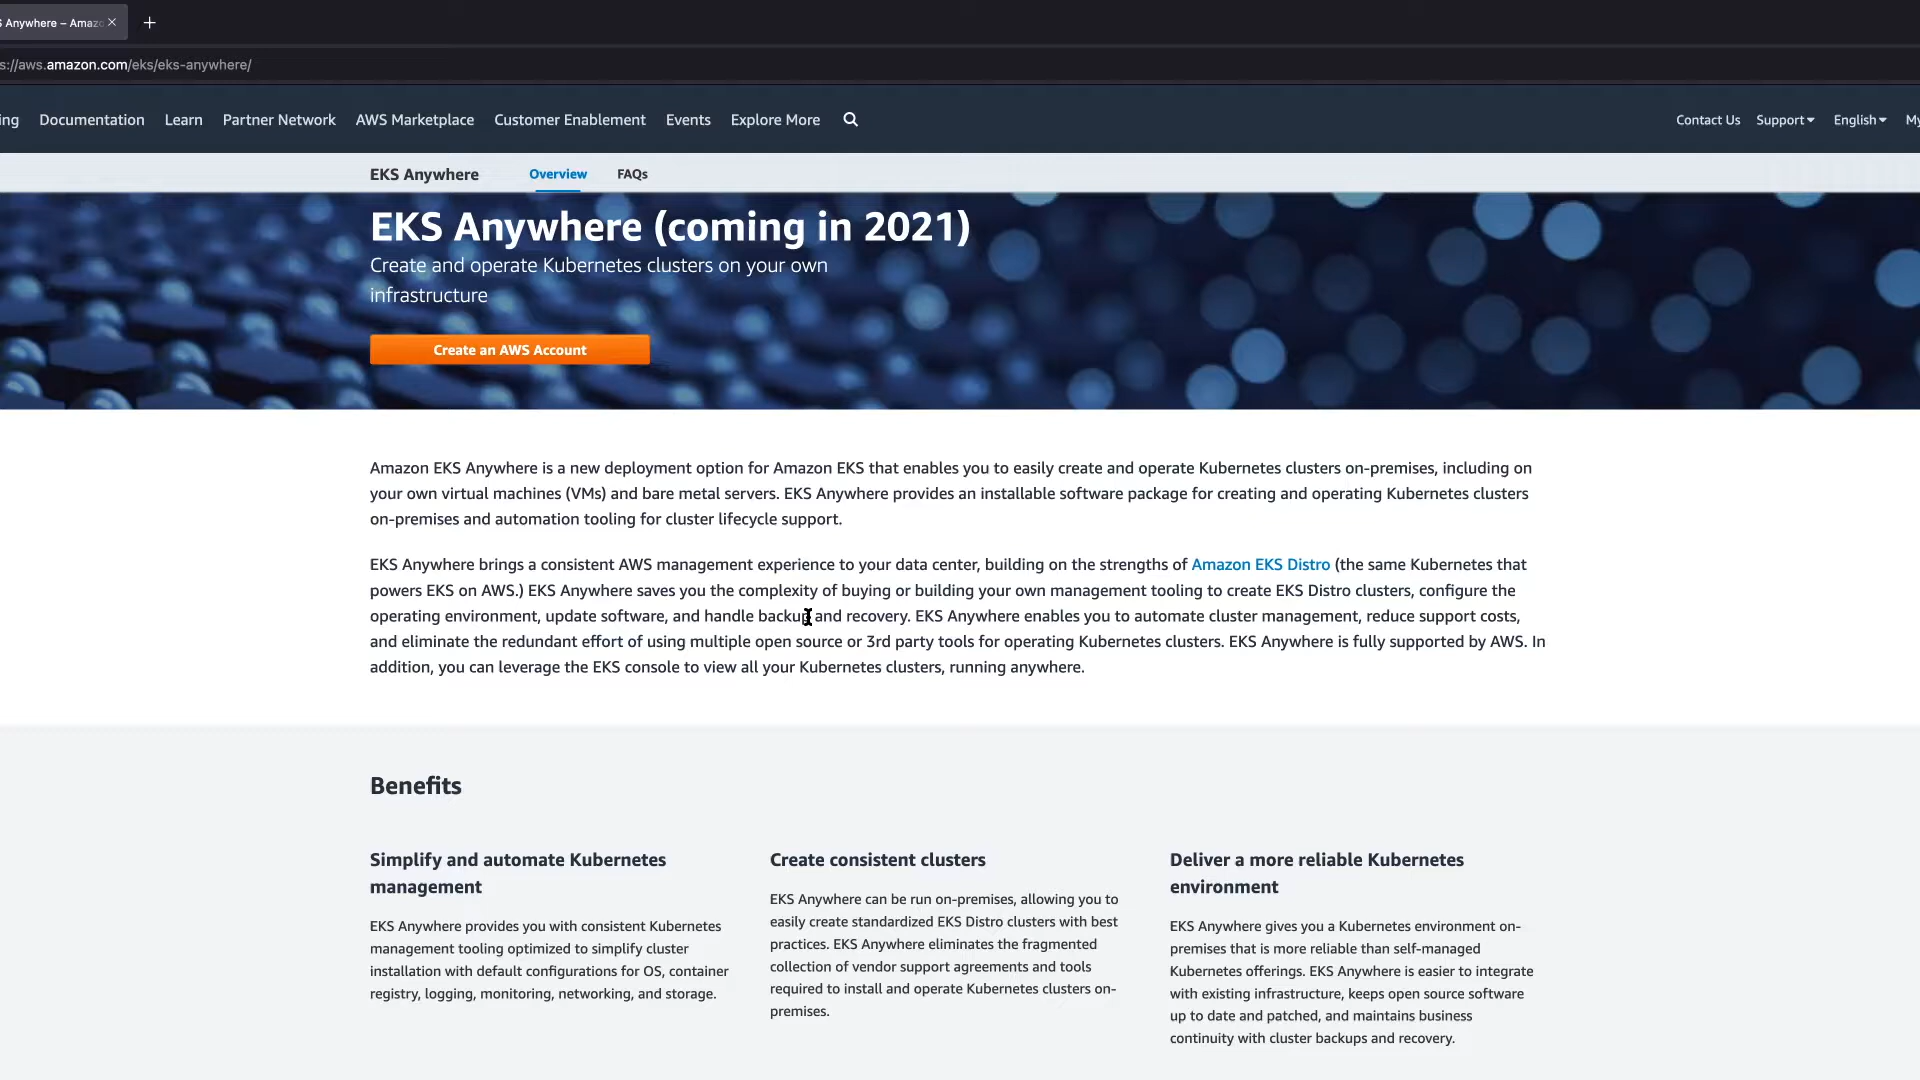 S Anywhere – Amaz
s://aws.amazon.com/eks/eks-anywhere/
ing Documentation Learn Partner Network AWS Marketplace Customer Enablement Events Explore More Contact Us Support English My
EKS Anywhere Overview FAQs
EKS Anywhere (coming in 2021)
Create and operate Kubernetes clusters on your own
infrastructure
Create an AWS Account
Amazon EKS Anywhere is a new deployment option for Amazon EKS that enables you to easily create and operate Kubernetes clusters on-premises, including on
your own virtual machines (VMs) and bare metal servers. EKS Anywhere provides an installable software package for creating and operating Kubernetes clusters
on-premises and automation tooling for cluster lifecycle support.
EKS Anywhere brings a consistent AWS management experience to your data center, building on the strengths of Amazon EKS Distro (the same Kubernetes that
powers EKS on AWS.) EKS Anywhere saves you the complexity of buying or building your own management tooling to create EKS Distro clusters, configure the
operating environment, update software, and handle backup and recovery. EKS Anywhere enables you to automate cluster management, reduce support costs,
and eliminate the redundant effort of using multiple open source or 3rd party tools for operating Kubernetes clusters. EKS Anywhere is fully supported by AWS. In
addition, you can leverage the EKS console to view all your Kubernetes clusters, running anywhere.
Benefits
Simplify and automate Kubernetes
management
EKS Anywhere provides you with consistent Kubernetes
management tooling optimized to simplify cluster
installation with default configurations for OS, container
registry, logging, monitoring, networking, and storage.
Create consistent clusters
EKS Anywhere can be run on-premises, allowing you to
easily create standardized EKS Distro clusters with best
practices. EKS Anywhere eliminates the fragmented
collection of vendor support agreements and tools
required to install and operate Kubernetes clusters on-
premises.
Deliver a more reliable Kubernetes
environment
EKS Anywhere gives you a Kubernetes environment on-
premises that is more reliable than self-managed
Kubernetes offerings. EKS Anywhere is easier to integrate
with existing infrastructure, keeps open source software
up to date and patched, and maintains business
continuity with cluster backups and recovery.